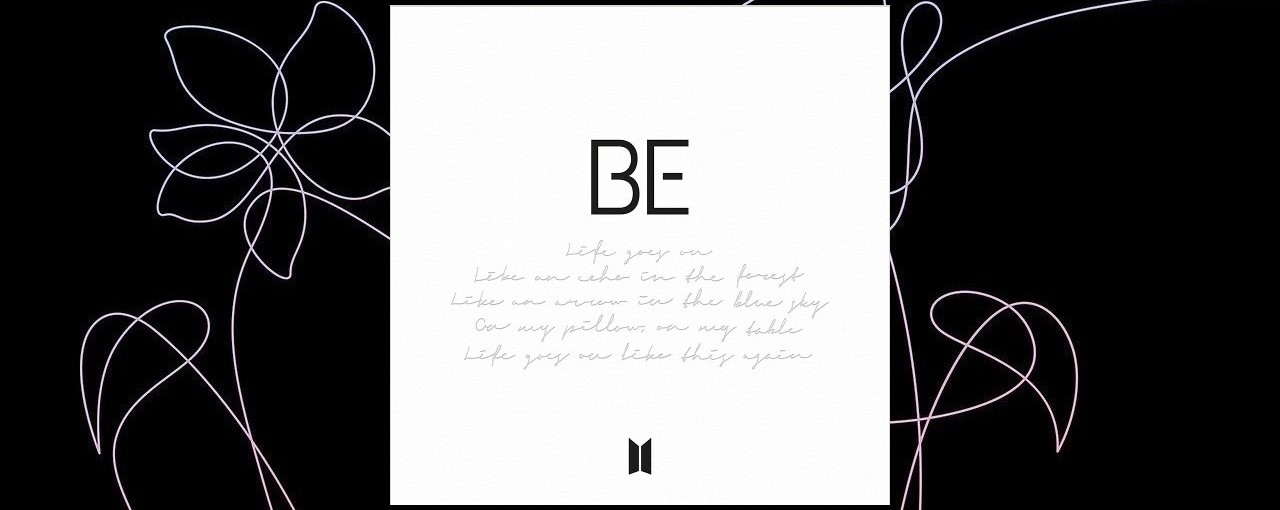 BE
Life goes on
Like an echo in the forest
Like an arrow in the blue sky
On my pillow, on my table
Life goes on like this again